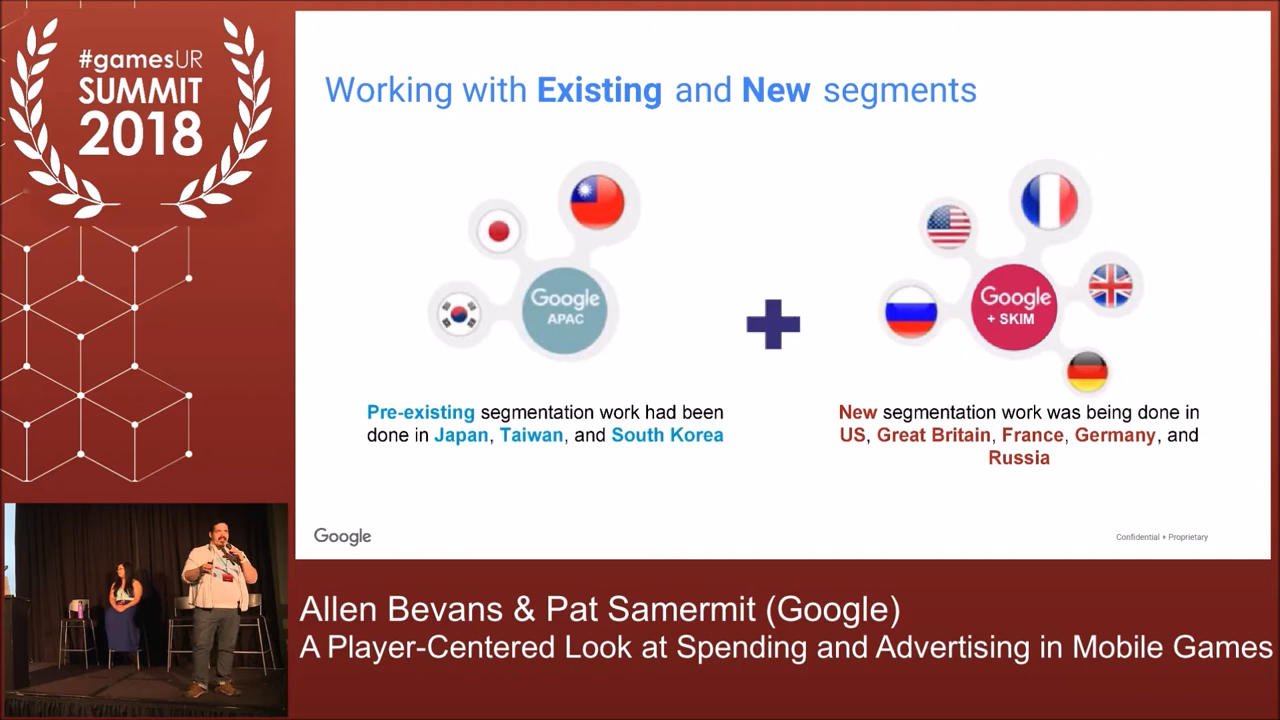 #gamesUR
SUMMIT
2018
Working with Existing and New segments
Google
APAC
Google
+ SKIM
Pre-existing segmentation work had been
done in Japan, Taiwan, and South Korea
New segmentation work was being done in
US, Great Britain, France, Germany, and
Russia
Google
Confidential + Proprietary
Allen Bevans & Pat Samermit (Google)
A Player-Centered Look at Spending and Advertising in Mobile Games